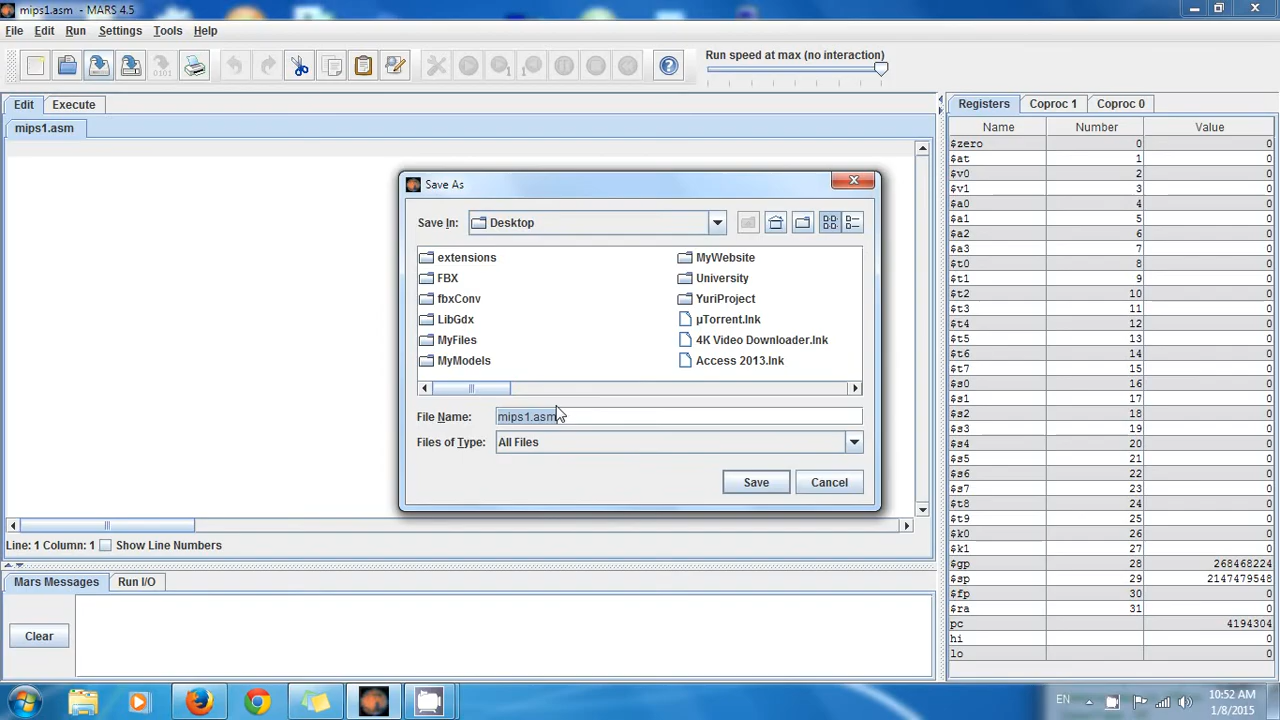 mips1.asm - MARS 4.5
File Edit Run Settings Tools Help
Run speed at max (no interaction)
Edit Execute
mips1.asm
Save As
Save In: Desktop
extensions
FBX
fbxConv
LibGdx
MyFiles
MyModels
MyWebsite
University
YuriProject
µTorrent.lnk
4K Video Downloader.lnk
Access 2013.lnk
File Name: mips1.asm
Files of Type: All Files
Save Cancel
Line: 1 Column: 1 Show Line Numbers
Mars Messages Run I/O
Clear
Registers Coproc 1 Coproc 0
Name Number Value
$zero 0 0
$at 1 0
$v0 2 0
$v1 3 0
$a0 4 0
$a1 5 0
$a2 6 0
$a3 7 0
$t0 8 0
$t1 9 0
$t2 10 0
$t3 11 0
$t4 12 0
$t5 13 0
$t6 14 0
$t7 15 0
$s0 16 0
$s1 17 0
$s2 18 0
$s3 19 0
$s4 20 0
$s5 21 0
$s6 22 0
$s7 23 0
$t8 24 0
$t9 25 0
$k0 26 0
$k1 27 0
$gp 28 268468224
$sp 29 2147479548
$fp 30 0
$ra 31 0
pc 4194304
hi 0
lo 0
EN
10:52 AM
1/8/2015